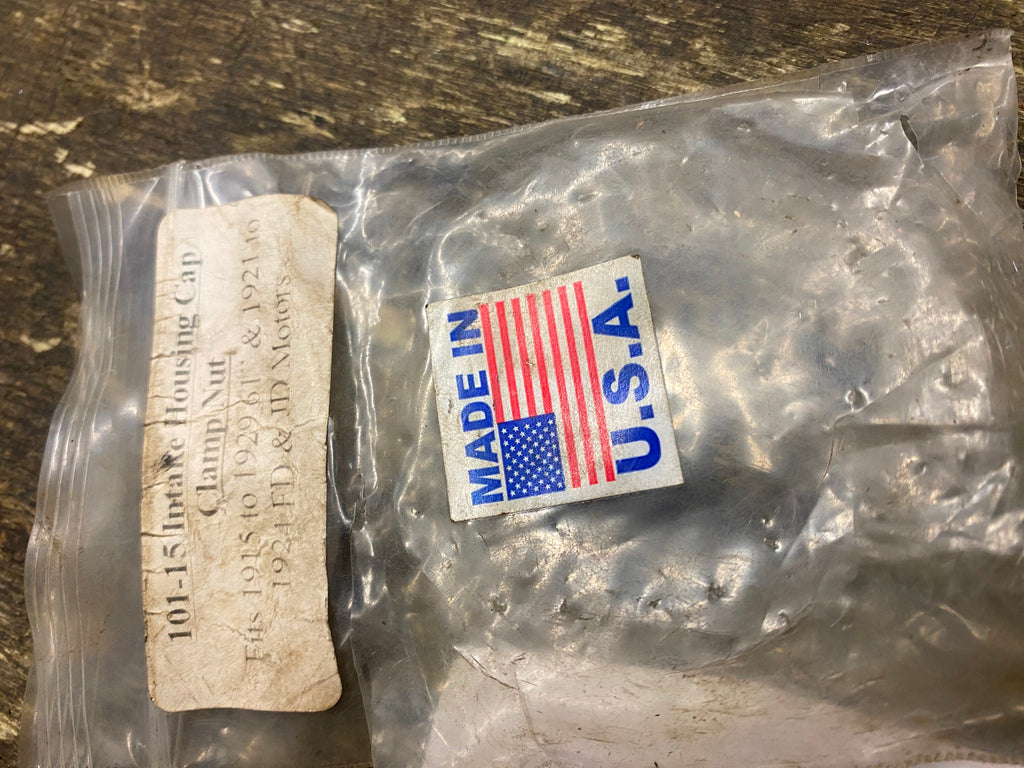 101-15 Intake Housing Cap/
Clamp Nut
Fits 1915 to 1929 61" & 1921 to
1924 FD & JD Motors
MADE IN
U.S.A.